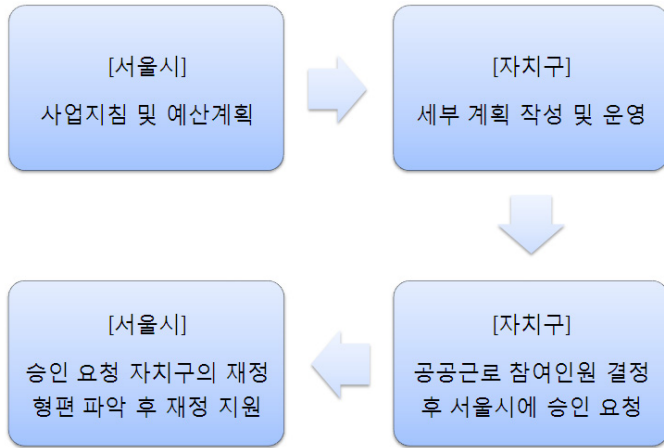 [서울시]
사업지침 및 예산계획
[자치구]
세부 계획 작성 및 운영
[자치구]
공공근로 참여인원 결정
후 서울시에 승인 요청
[서울시]
승인 요청 자치구의 재정
형편 파악 후 재정 지원